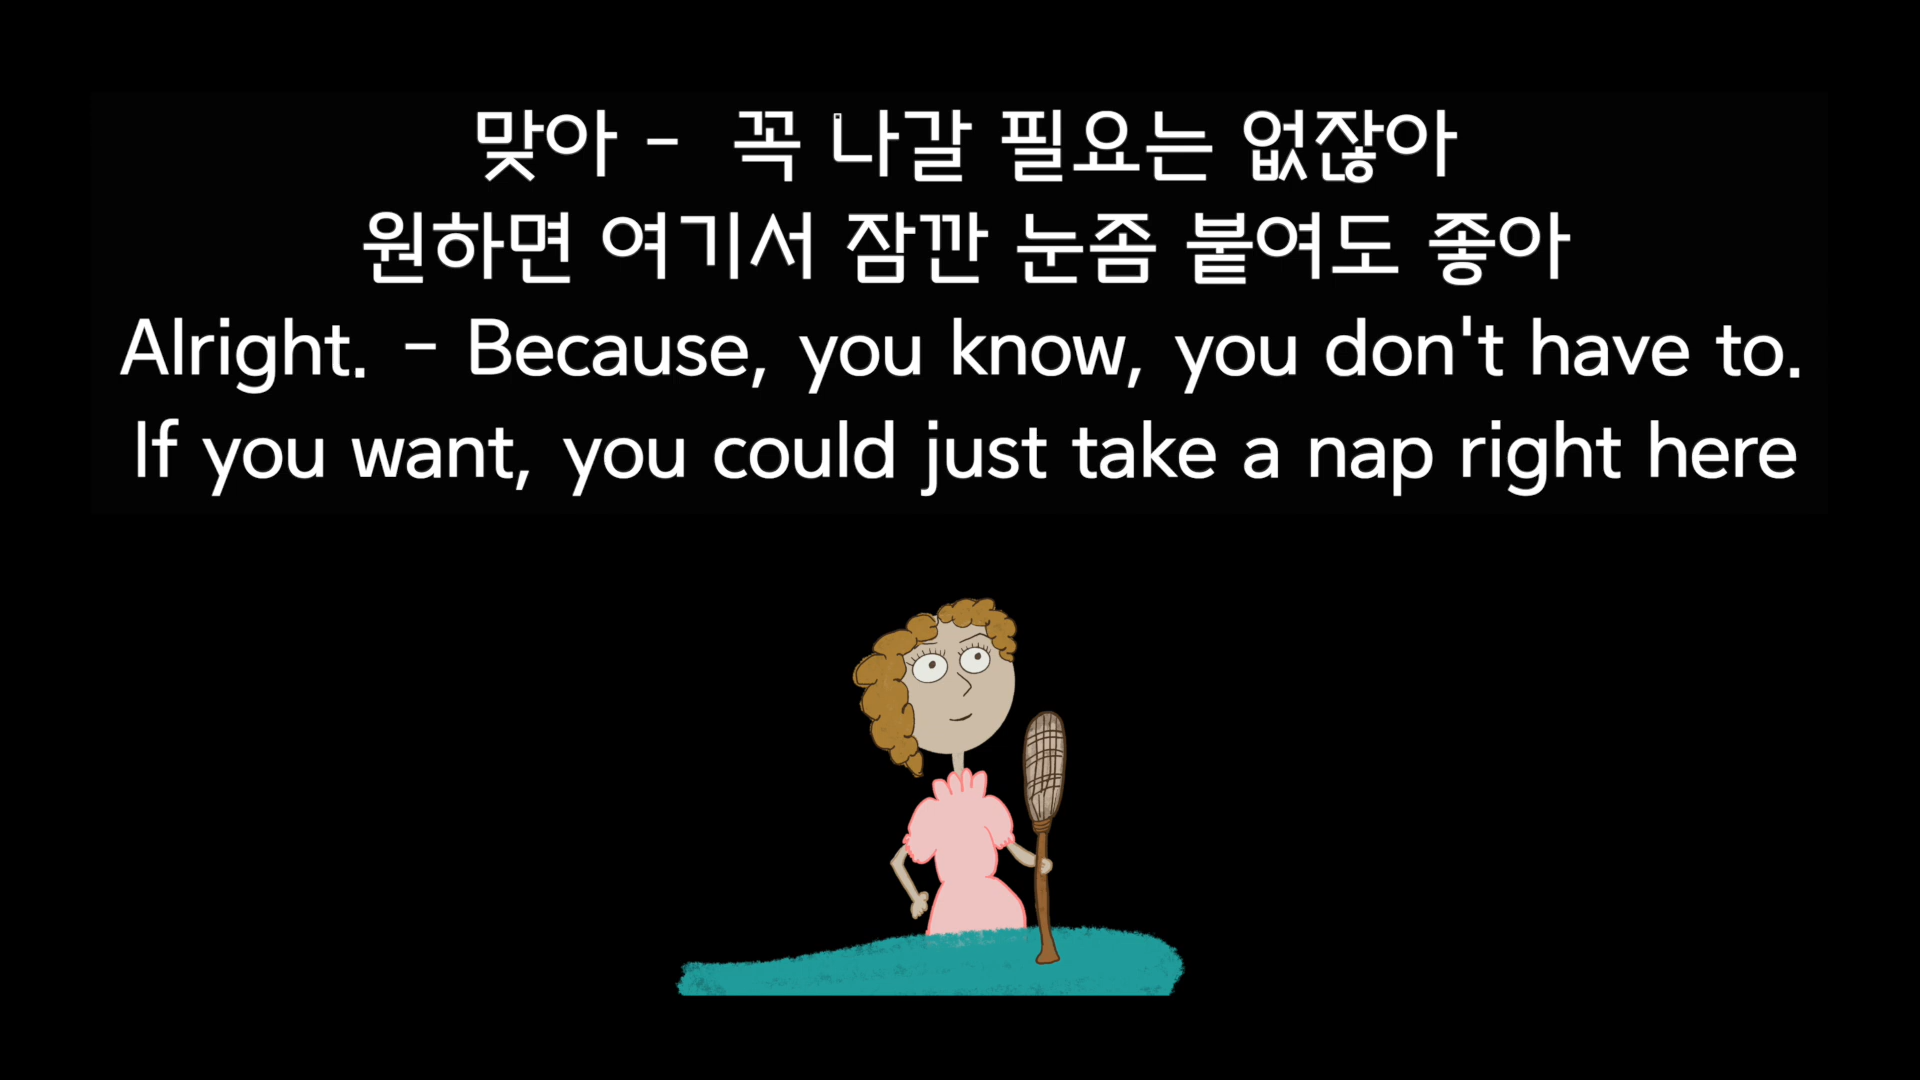 맞아 - 꼭 나갈 필요는 없잖아
원하면 여기서 잠깐 눈좀 붙여도 좋아
Alright. - Because, you know, you don't have to.
If you want, you could just take a nap right here